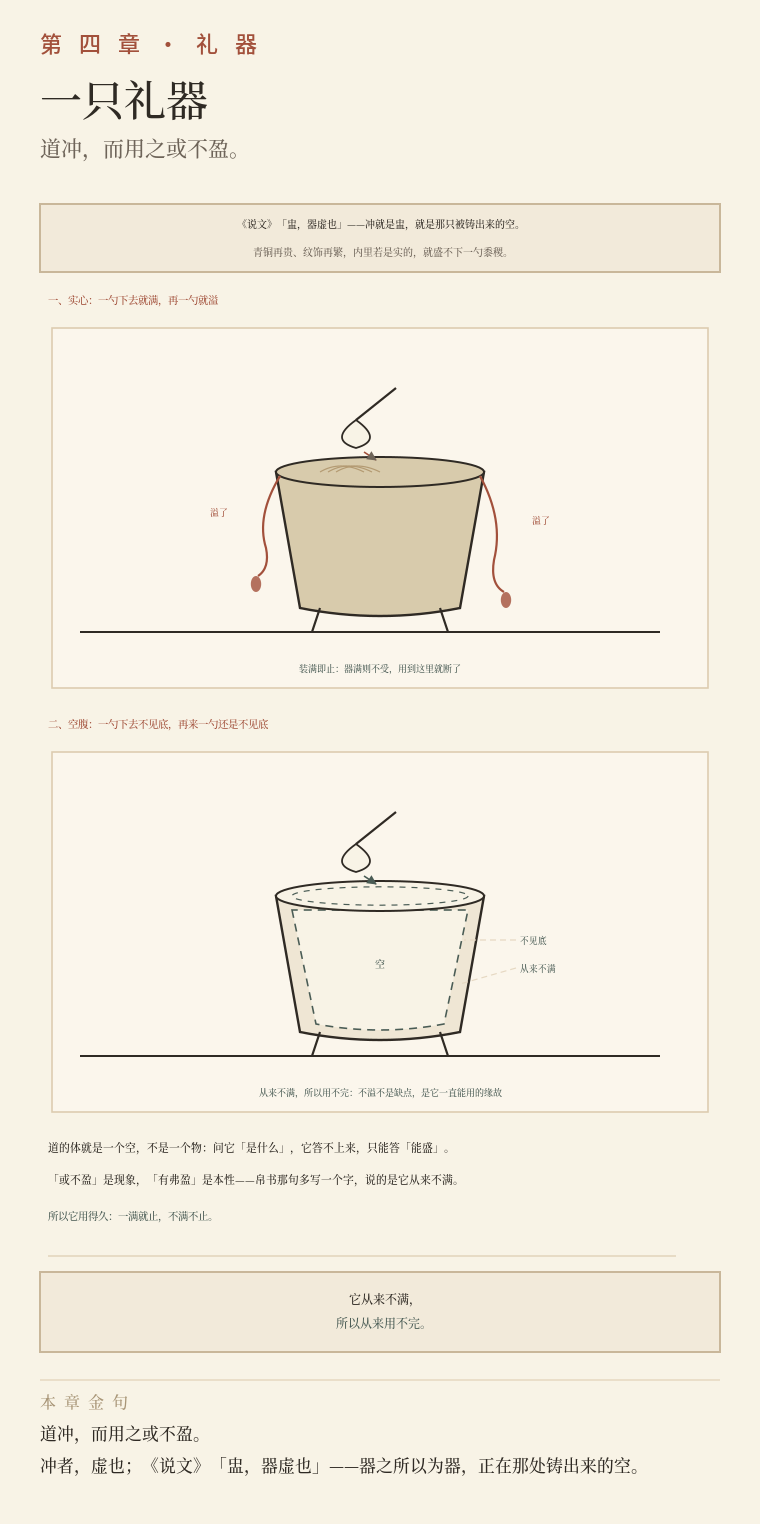 第四章·礼器
一只礼器
道冲，而用之或不盈。
《说文》「盅，器虚也」——冲就是盅，就是那只被铸出来的空。
青铜再贵、纹饰再繁，内里若是实的，就盛不下一勺黍稷。
一、实心：一勺下去就满，再一勺就溢
溢了
溢了
装满即止：器满则不受，用到这里就断了
二、空腹：一勺下去不见底，再来一勺还是不见底
不见底
空
从来不满
从来不满，所以用不完：不溢不是缺点，是它一直能用的缘故
道的体就是一个空，不是一个物：问它「是什么」，它答不上来，只能答「能盛」。
「或不盈」是现象，「有弗盈」是本性——帛书那句多写一个字，说的是它从来不满。
所以它用得久：一满就止，不满不止。
它从来不满，
所以从来用不完。
本章金句
道冲，而用之或不盈。
冲者，虚也；《说文》「盅，器虚也」——器之所以为器，正在那处铸出来的空。